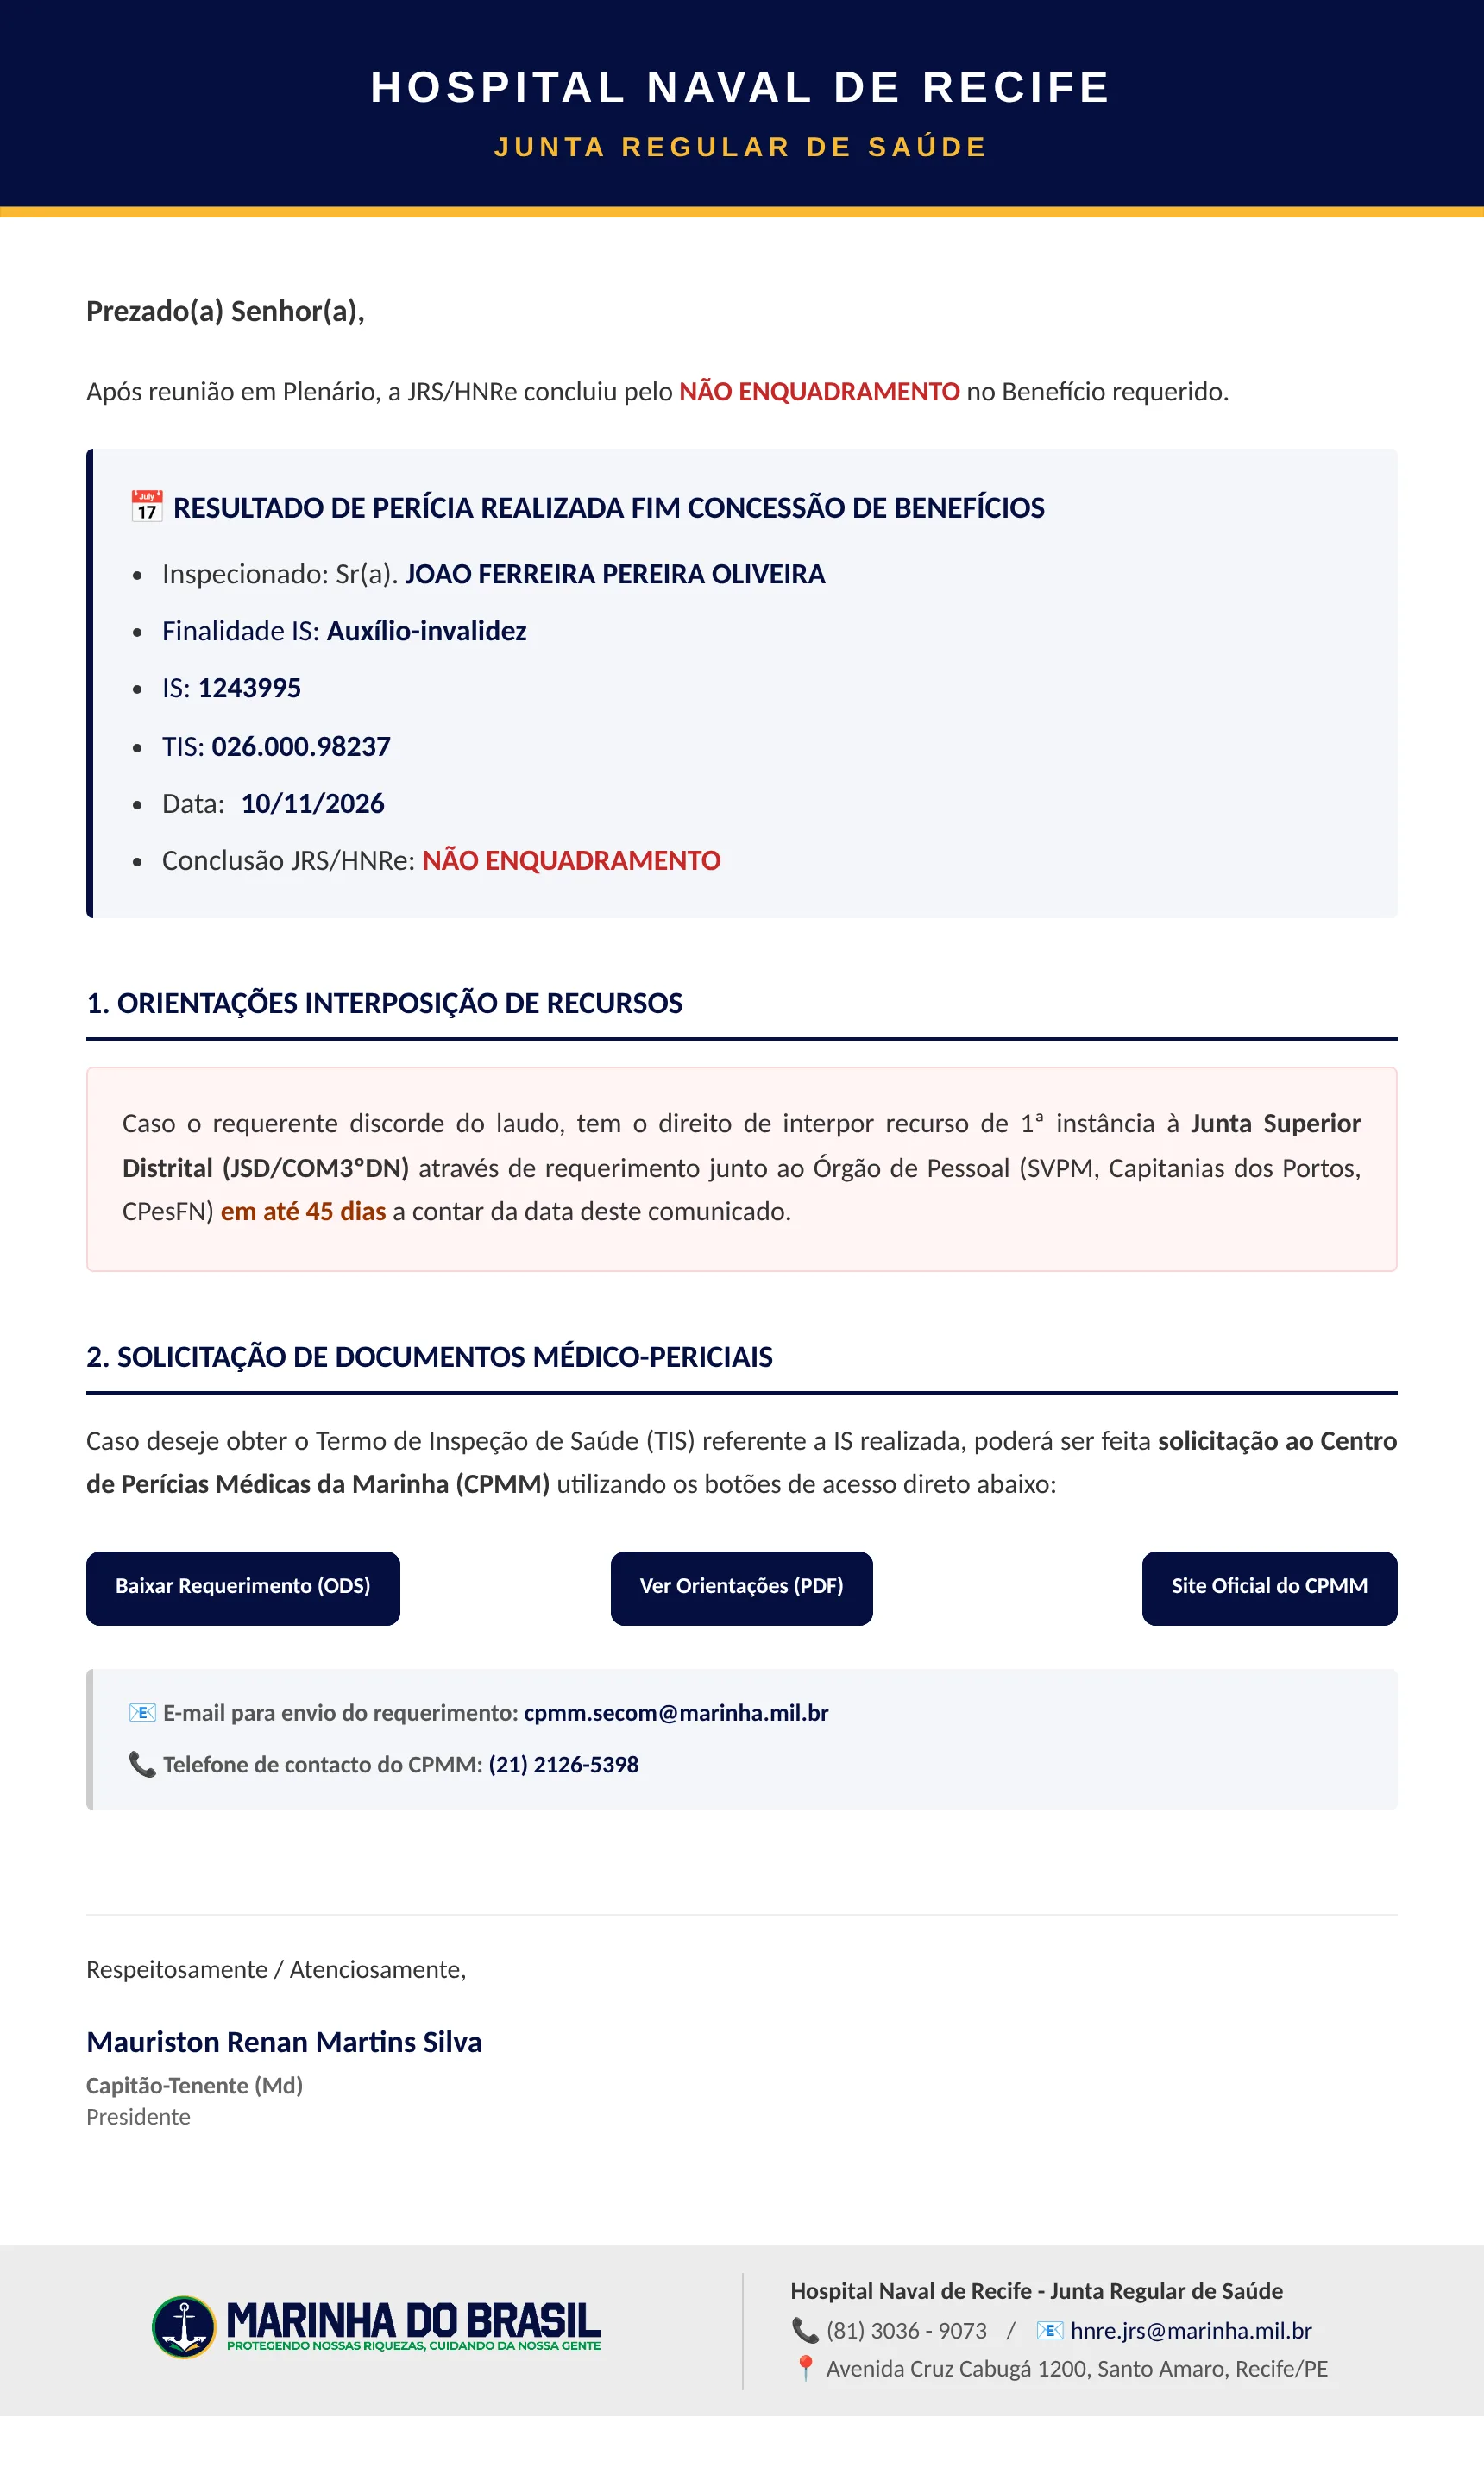 HOSPITAL NAVAL DE RECIFE
JUNTA REGULAR DE SAÚDE
Prezado(a) Senhor(a),
Após reunião em Plenário, a JRS/HNRe concluiu pelo NÃO ENQUADRAMENTO no Benefício requerido.
📅 RESULTADO DE PERÍCIA REALIZADA FIM CONCESSÃO DE BENEFÍCIOS
• Inspecionado: Sr(a). JOAO FERREIRA PEREIRA OLIVEIRA
• Finalidade IS: Auxílio-invalidez
• IS: 1243995
• TIS: 026.000.98237
• Data: 10/11/2026
• Conclusão JRS/HNRe: NÃO ENQUADRAMENTO
1. ORIENTAÇÕES INTERPOSIÇÃO DE RECURSOS
Caso o requerente discorde do laudo, tem o direito de interpor recurso de 1ª instância à Junta Superior
Distrital (JSD/COM3ºDN) através de requerimento junto ao Órgão de Pessoal (SVPM, Capitanias dos Portos,
CPesFN) em até 45 dias a contar da data deste comunicado.
2. SOLICITAÇÃO DE DOCUMENTOS MÉDICO-PERICIAIS
Caso deseje obter o Termo de Inspeção de Saúde (TIS) referente a IS realizada, poderá ser feita solicitação ao Centro
de Perícias Médicas da Marinha (CPMM) utilizando os botões de acesso direto abaixo:
Baixar Requerimento (ODS)
Ver Orientações (PDF)
Site Oficial do CPMM
📧 E-mail para envio do requerimento: cpmm.secom@marinha.mil.br
📞 Telefone de contacto do CPMM: (21) 2126-5398
Respeitosamente / Atenciosamente,
Mauriston Renan Martins Silva
Capitão-Tenente (Md)
Presidente
MARINHA DO BRASIL
PROTEGENDO NOSSAS RIQUEZAS, CUIDANDO DA NOSSA GENTE
Hospital Naval de Recife - Junta Regular de Saúde
📞 (81) 3036 - 9073 / 📧 hnre.jrs@marinha.mil.br
📍 Avenida Cruz Cabugá 1200, Santo Amaro, Recife/PE